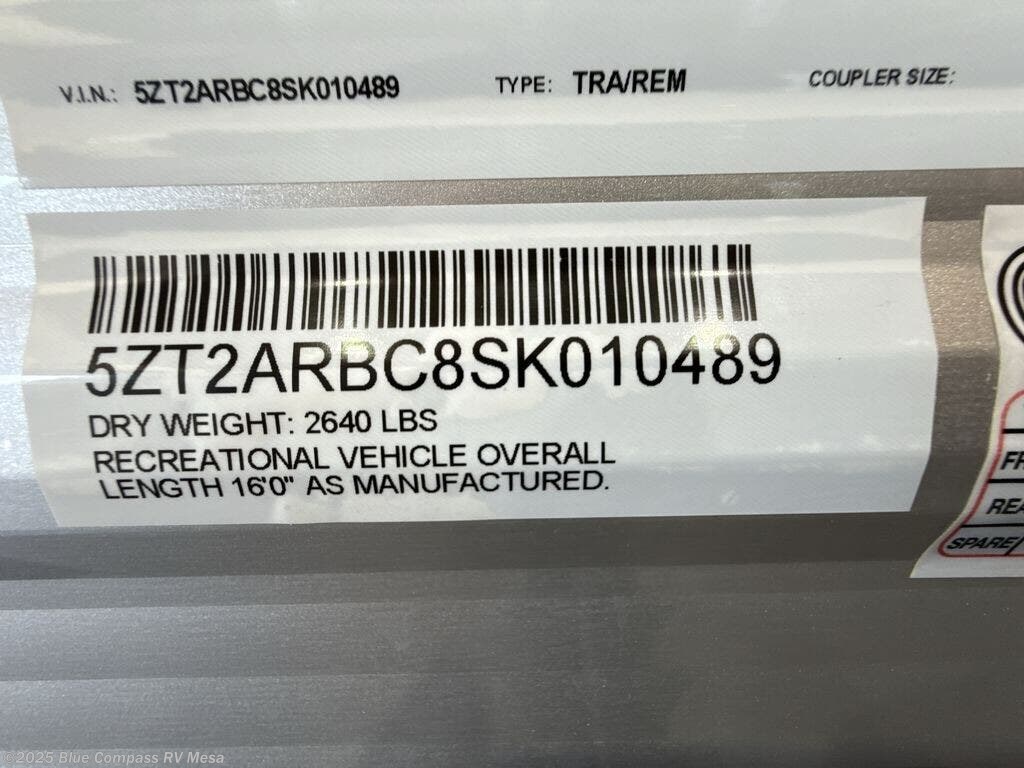 V.I.N.: 5ZT2ARBC8SK010489 TYPE: TRA/REM COUPLER SIZE:
5ZT2ARBC8SK010489
DRY WEIGHT: 2640 LBS
RECREATIONAL VEHICLE OVERALL
LENGTH 16'0" AS MANUFACTURED.
SPARE
©2025 Blue Compass RV Mesa